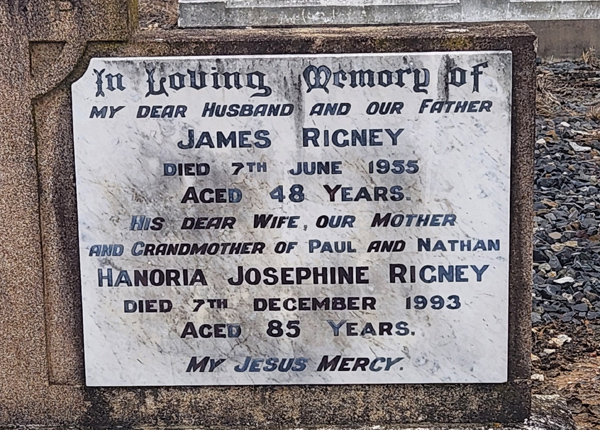 In Loving Memory of
MY DEAR HUSBAND AND OUR FATHER
JAMES RIGNEY
DIED 7TH JUNE 1955
AGED 48 YEARS.
HIS DEAR WIFE, OUR MOTHER
AND GRANDMOTHER OF PAUL AND NATHAN
HANORIA JOSEPHINE RIGNEY
DIED 7TH DECEMBER 1993
AGED 85 YEARS.
MY JESUS MERCY.